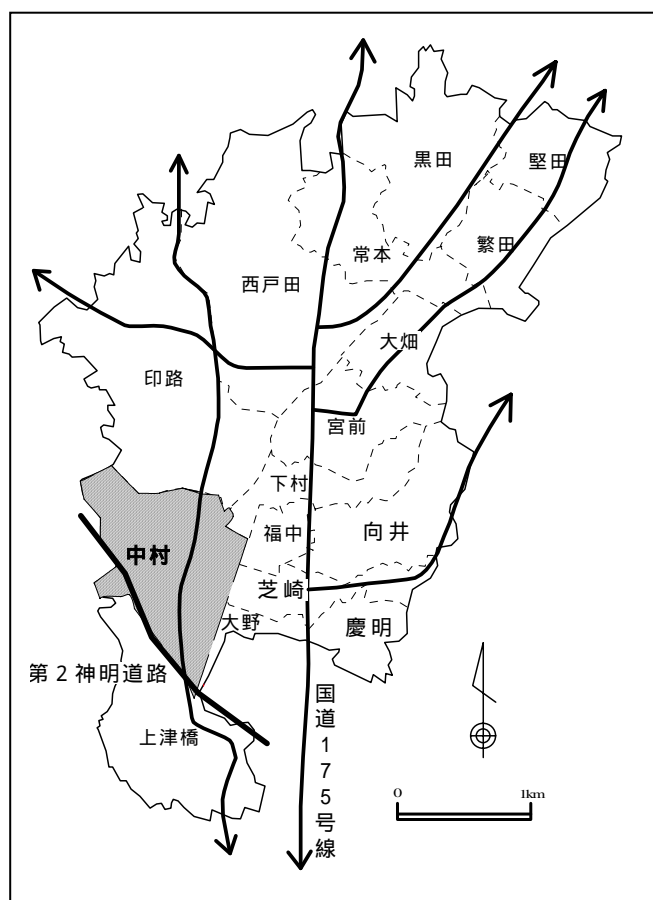 黒田
堅田
繁田
常本
西戸田
大畑
印路
宮前
下村
福中
向井
中村
芝崎
大野
慶明
第２神明道路
国道１７５号線
上津橋
0
1km